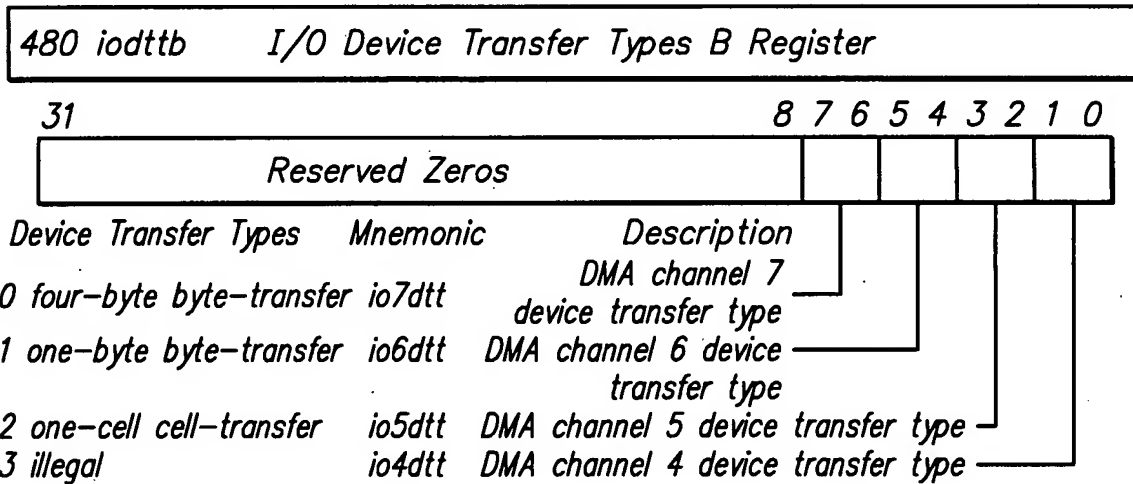 480 iodttb I/O Device Transfer Types B Register
31 8 7 6 5 4 3 2 1 0
Reserved Zeros
Device Transfer Types Mnemonic Description
0 four-byte byte-transfer io7dtt DMA channel 7
device transfer type
1 one-byte byte-transfer io6dtt DMA channel 6 device
transfer type
2 one-cell cell-transfer io5dtt DMA channel 5 device transfer type
3 illegal io4dtt DMA channel 4 device transfer type